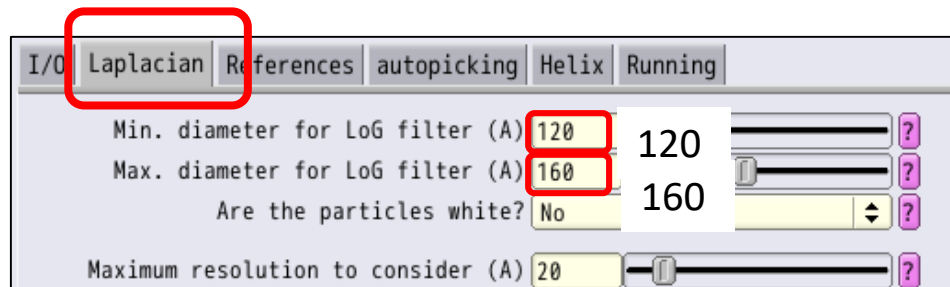 I/O Laplacian References autopicking Helix Running
Min. diameter for LoG filter (A) 120 120 ?
Max. diameter for LoG filter (A) 160 160 ?
Are the particles white? No ?
Maximum resolution to consider (A) 20 ?